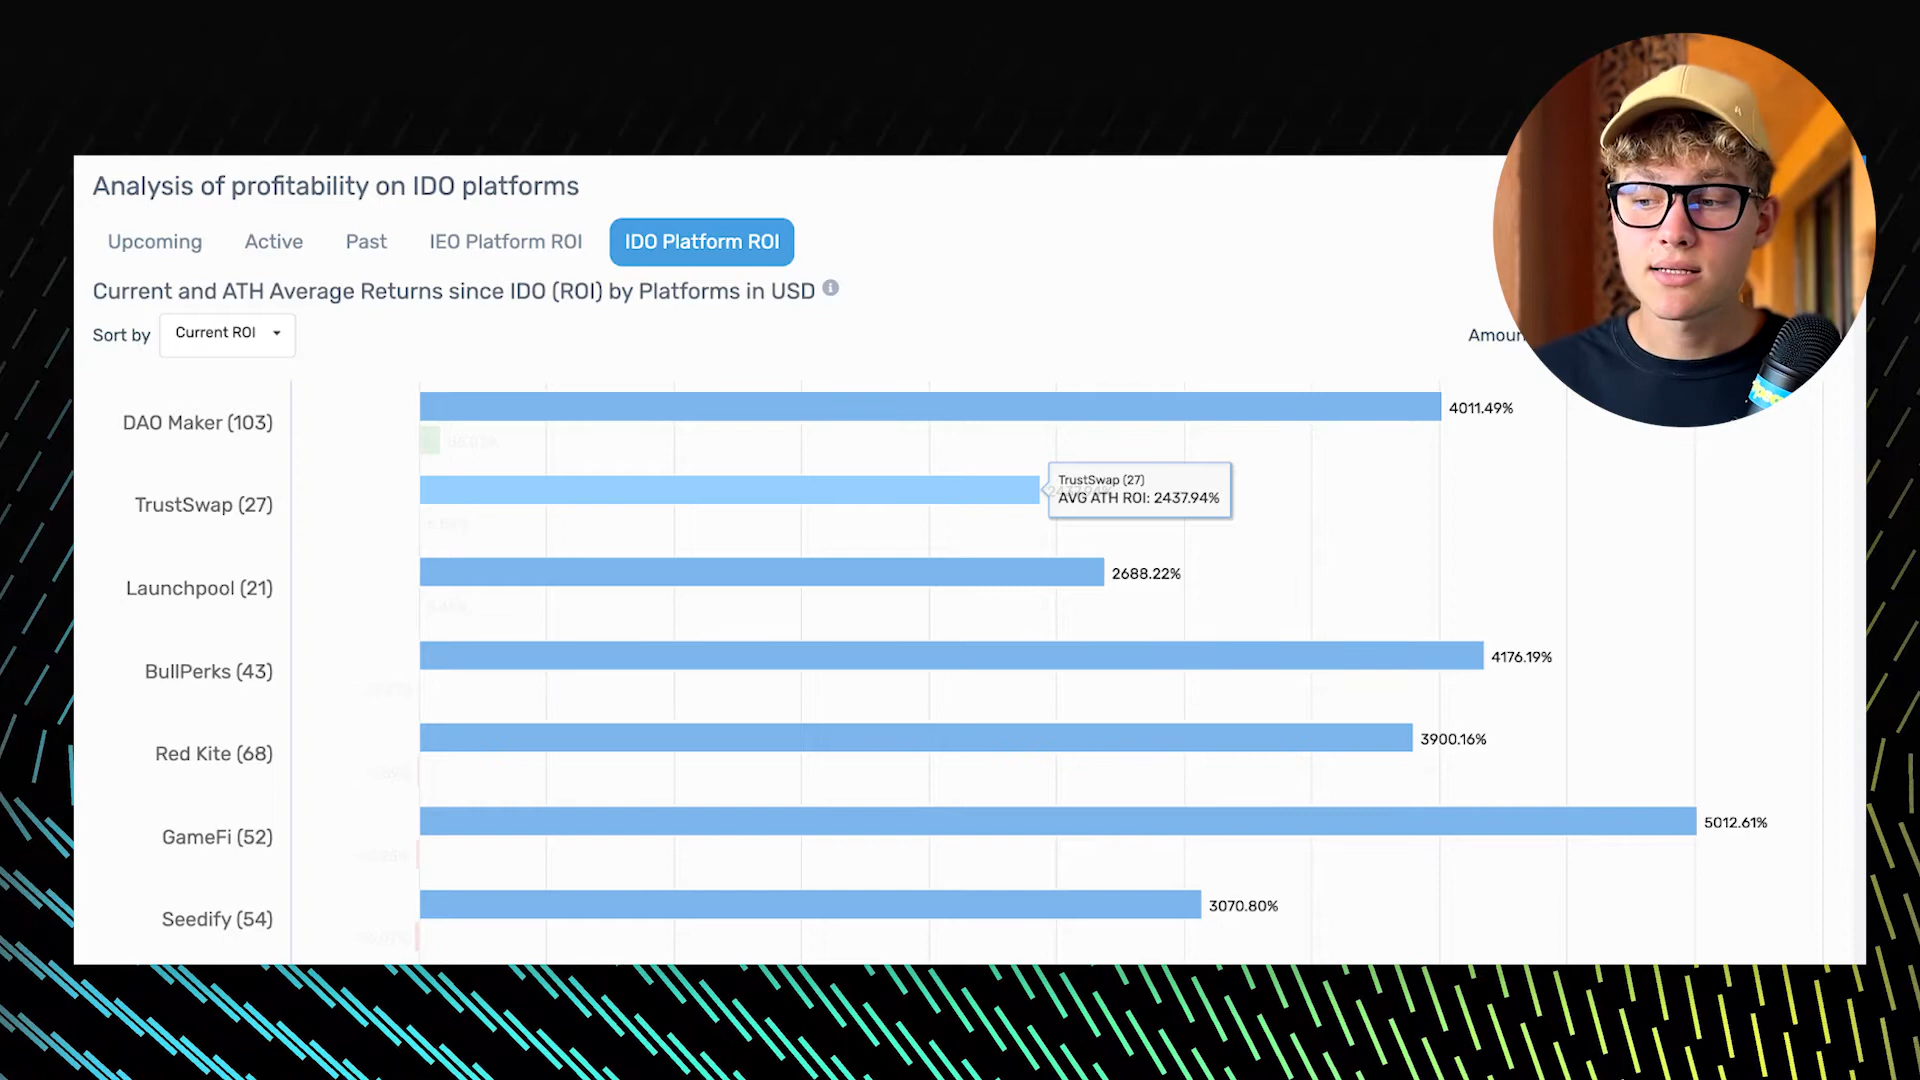 Analysis of profitability on IDO platforms
Upcoming Active Past IEO Platform ROI IDO Platform ROI
Current and ATH Average Returns since IDO (ROI) by Platforms in USD
Sort by Current ROI
DAO Maker (103) 4011.49%
TrustSwap (27)
TrustSwap (27)
AVG ATH ROI: 2437.94%
Launchpool (21) 2688.22%
BullPerks (43) 4176.19%
Red Kite (68) 3900.16%
GameFi (52) 5012.61%
Seedify (54) 3070.80%